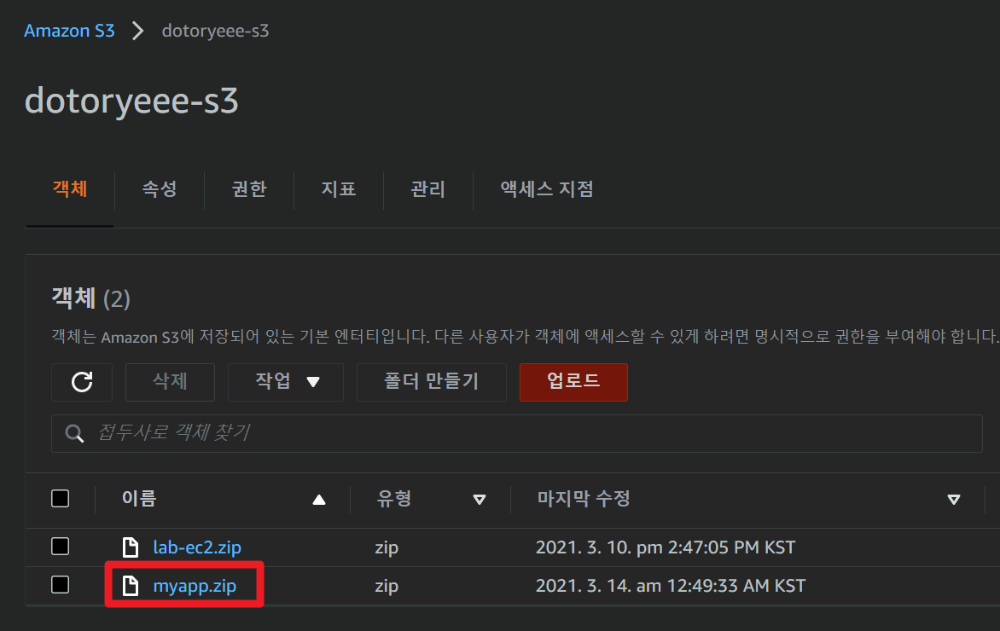 Amazon S3 dotoryeee-s3
dotoryeee-s3
객체 속성 권한 지표 관리 액세스 지점
객체 (2)
객체는 Amazon S3에 저장되어 있는 기본 엔터티입니다. 다른 사용자가 객체에 액세스할 수 있게 하려면 명시적으로 권한을 부여해야 합니다.
삭제 작업 폴더 만들기 업로드
접두사로 객체 찾기
이름 유형 마지막 수정
lab-ec2.zip zip 2021. 3. 10. pm 2:47:05 PM KST
myapp.zip zip 2021. 3. 14. am 12:49:33 AM KST